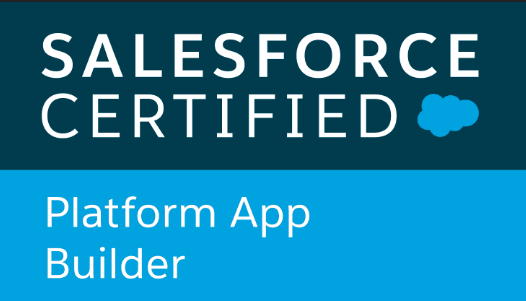 SALESFORCE
CERTIFIED
Platform App
Builder